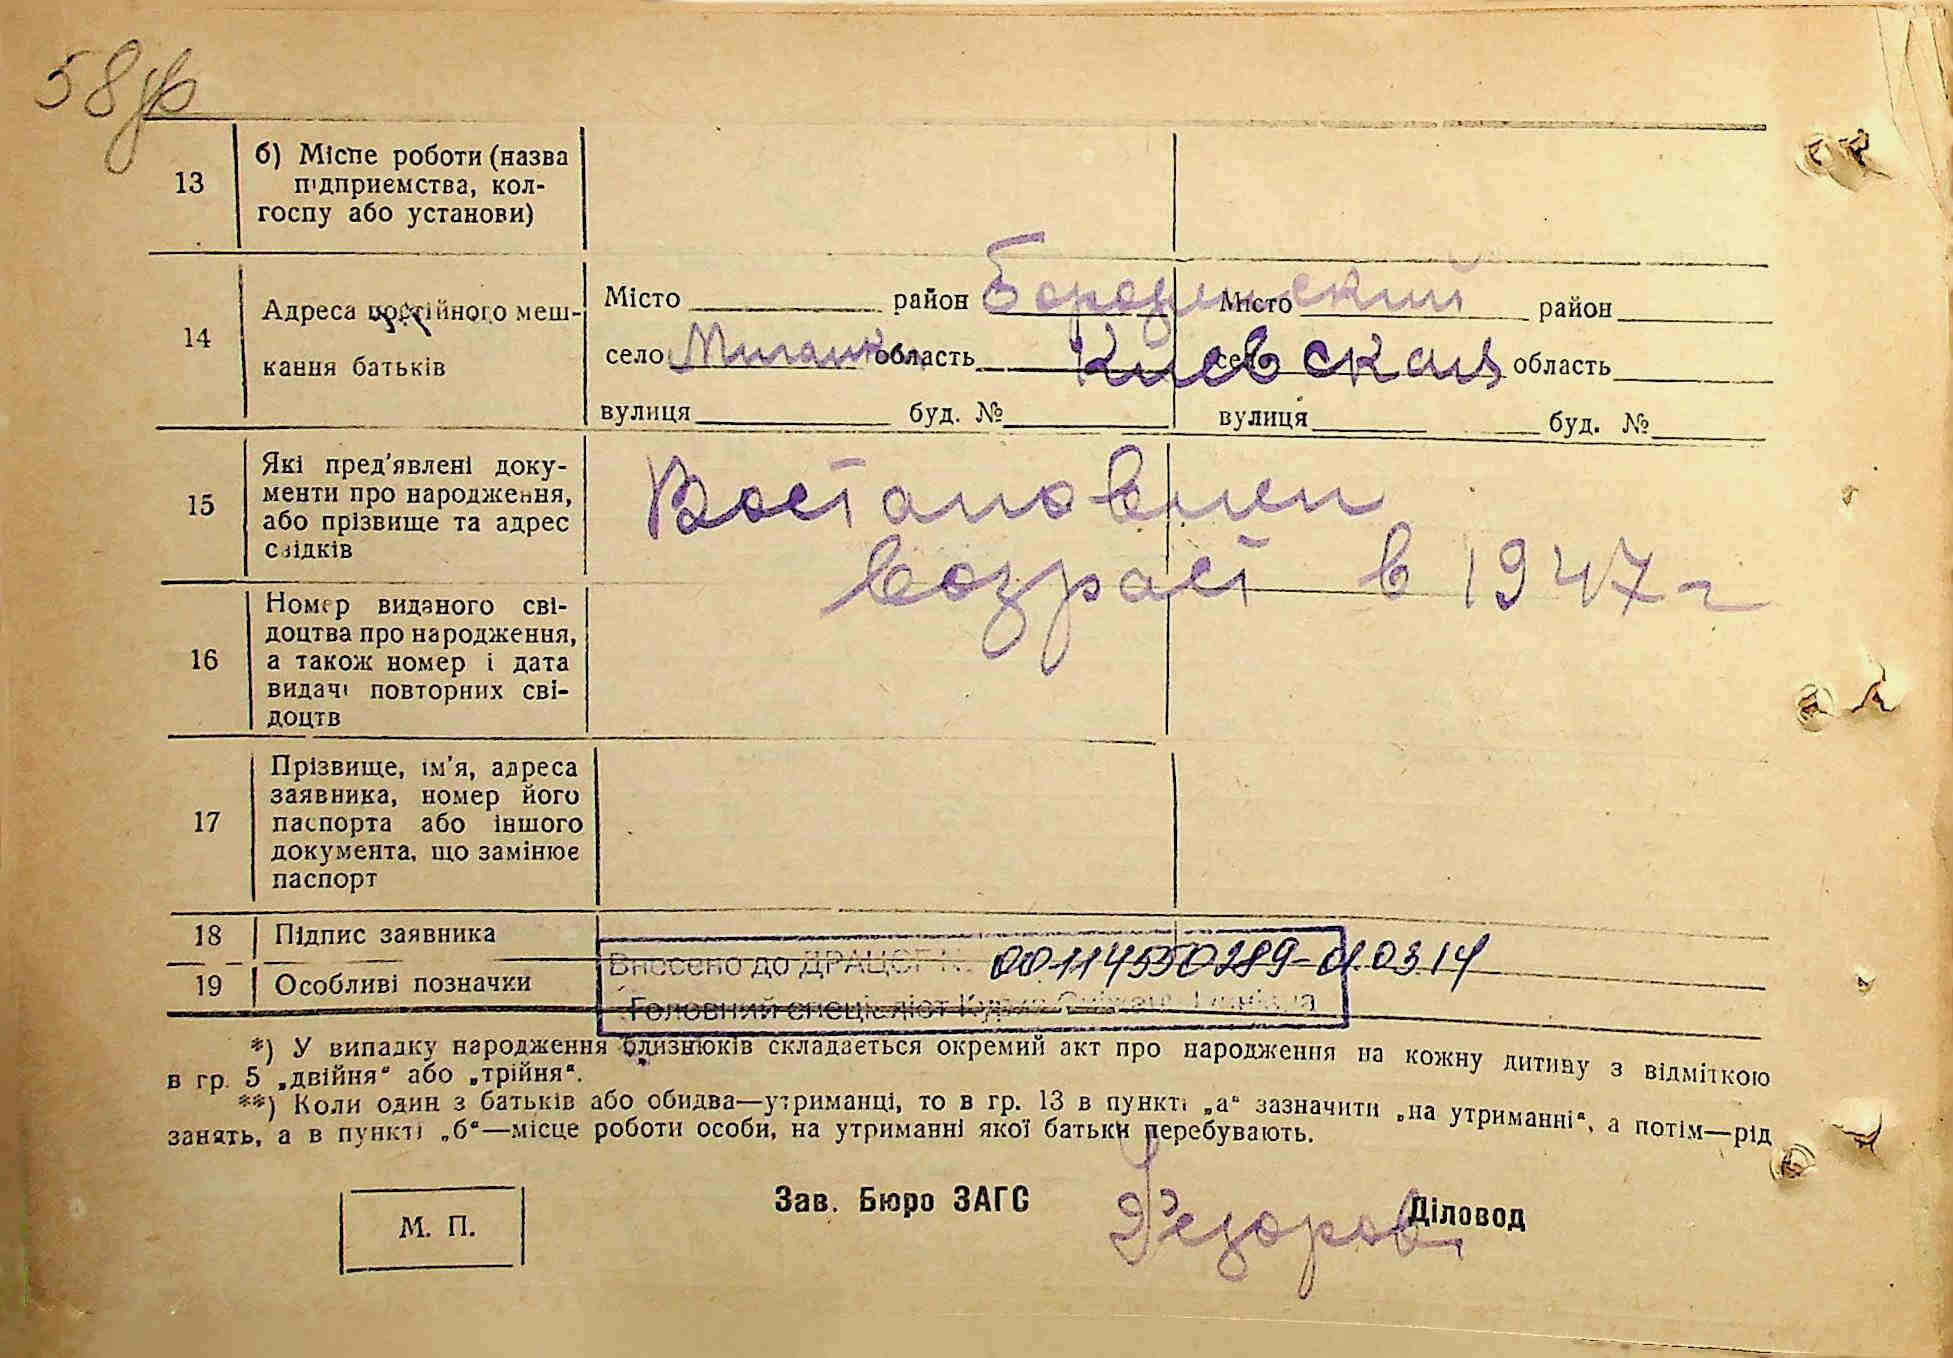 58
13
б) Місце роботи (назва
підприємства, кол-
госпу або установи)
14
Адреса постійного меш-
кання батьків
Місто район Бородянский Місто район
село Мигалки область Киевская село область
вулиця буд. № вулиця буд. №
15
Які пред'явлені доку-
менти про народження,
або прізвище та адрес
свідків
Востановлен
возраст в 1947 г
16
Номер виданого сві-
доцтва про народження,
а також номер і дата
видачі повторних сві-
доцтв
17
Прізвище, ім'я, адреса
заявника, номер його
паспорта або іншого
документа, що замінює
паспорт
18 Підпис заявника
Внесено до ДРАЦСГ № 00114550289-01.03.14
19 Особливі позначки
Головний спеціаліст
*) У випадку народження близнюків складається окремий акт про народження на кожну дитину з відміткою
в гр. 5 „двійня" або „трійня".
**) Коли один з батьків або обидва—утриманці, то в гр. 13 в пункті „а" зазначити „на утриманні", а потім—рід
занять, а в пункті „б"—місце роботи особи, на утриманні якої батьки перебувають.
М. П.
Зав. Бюро ЗАГС
Діловод